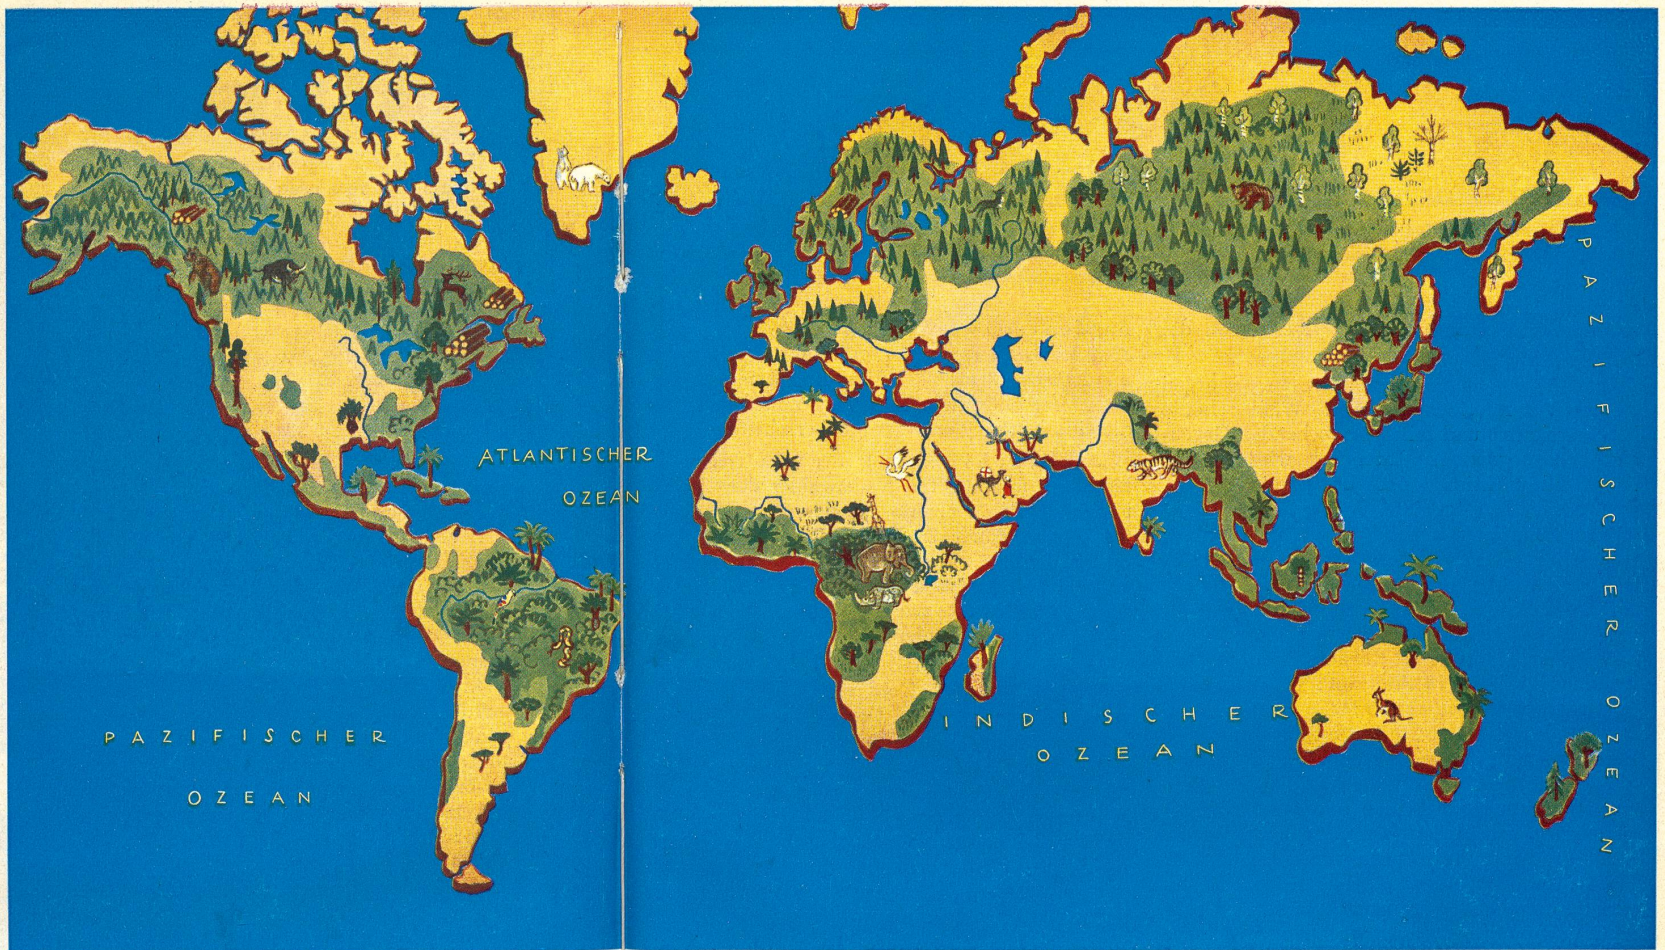 ATLANTISCHER
OZEAN
PAZIFISCHER
OZEAN
INDISCHER
OZEAN
PAZIFISCHER OZEAN